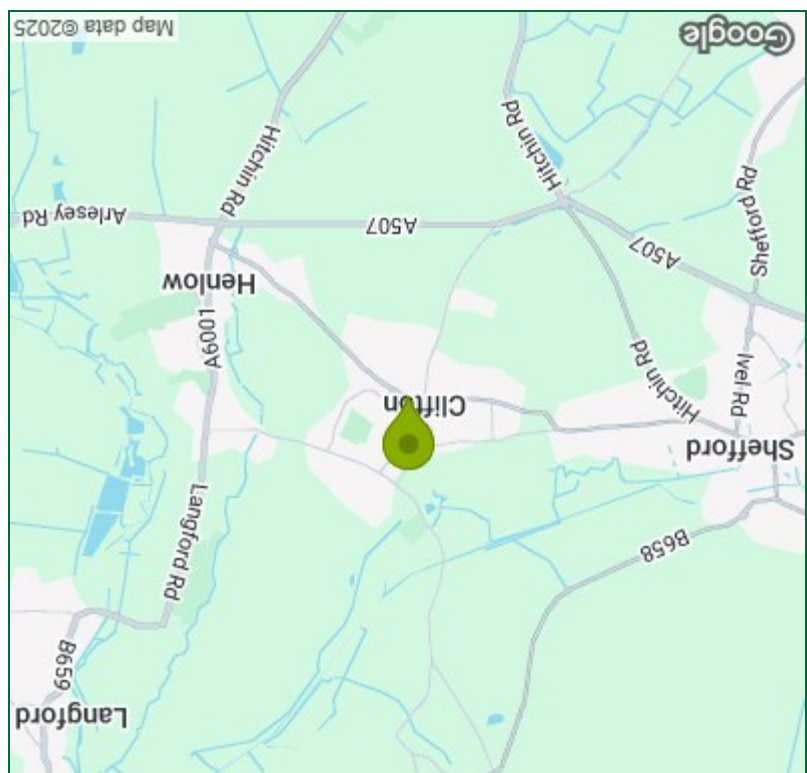 Langford
B659
B658
Shefford
Langford Rd
Clifton
Ivel Rd
Hitchin Rd
A6001
Henlow
A507
A507
Shefford Rd
Arlesey Rd
Hitchin Rd
Hitchin Rd
Google
Map data ©2025